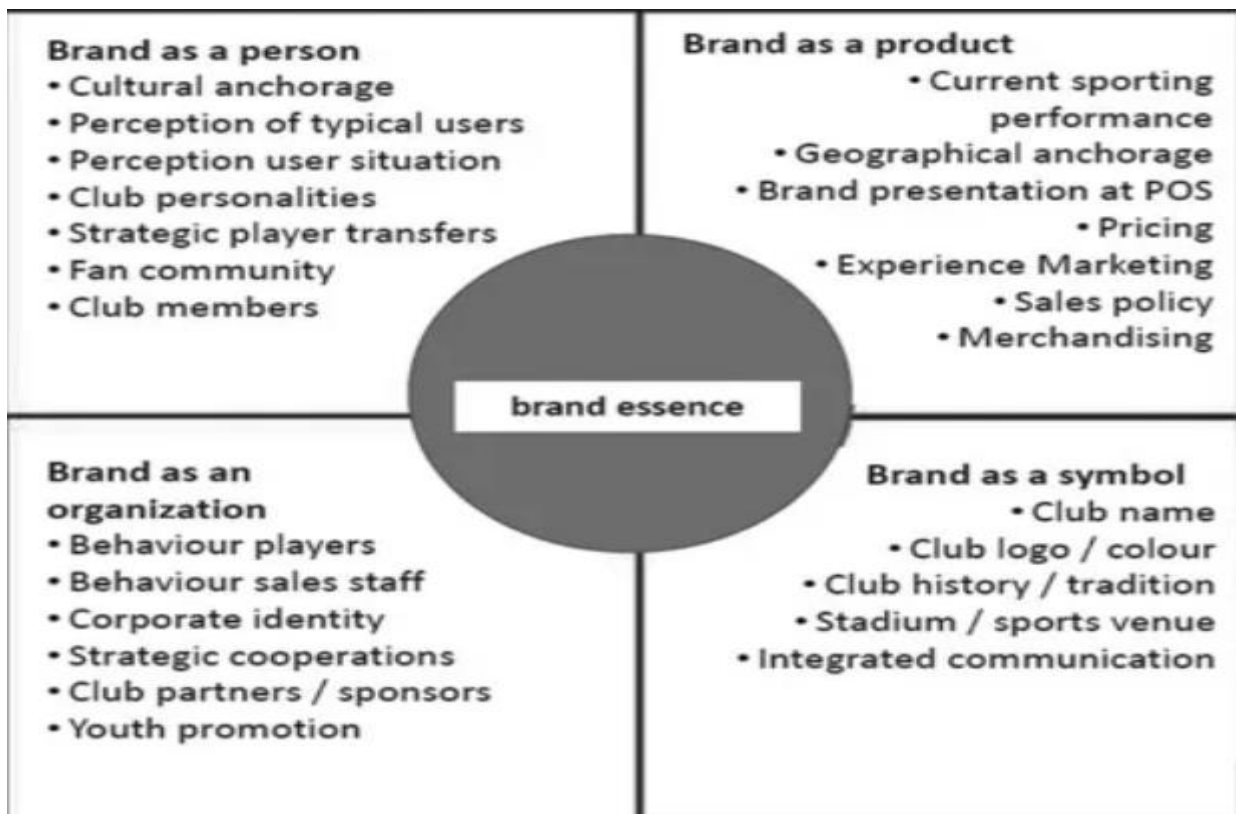 Brand as a person
• Cultural anchorage
• Perception of typical users
• Perception user situation
• Club personalities
• Strategic player transfers
• Fan community
• Club members
Brand as a product
• Current sporting
performance
• Geographical anchorage
• Brand presentation at POS
• Pricing
• Experience Marketing
• Sales policy
• Merchandising
brand essence
Brand as an
organization
• Behaviour players
• Behaviour sales staff
• Corporate identity
• Strategic cooperations
• Club partners / sponsors
• Youth promotion
Brand as a symbol
• Club name
• Club logo / colour
• Club history / tradition
• Stadium / sports venue
• Integrated communication